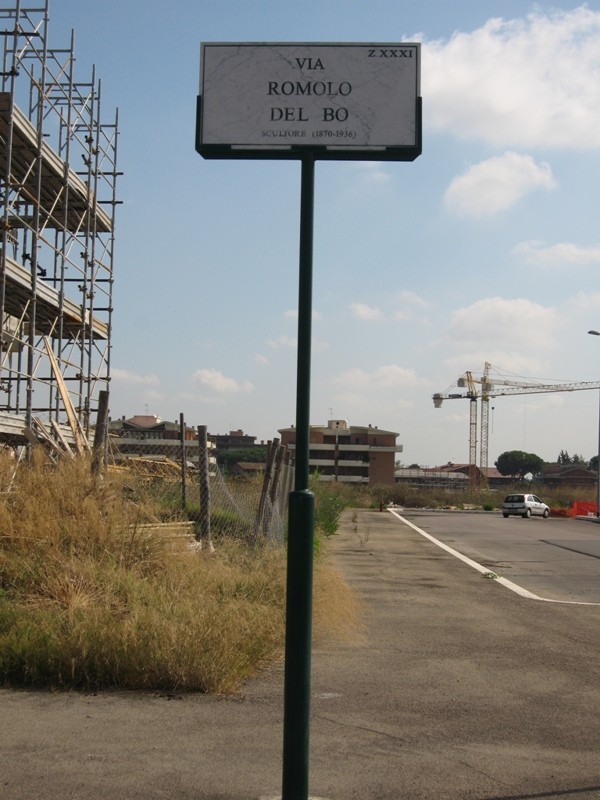 Z XXXI
VIA
ROMOLO
DEL BO
SCULTORE (1870-1936)